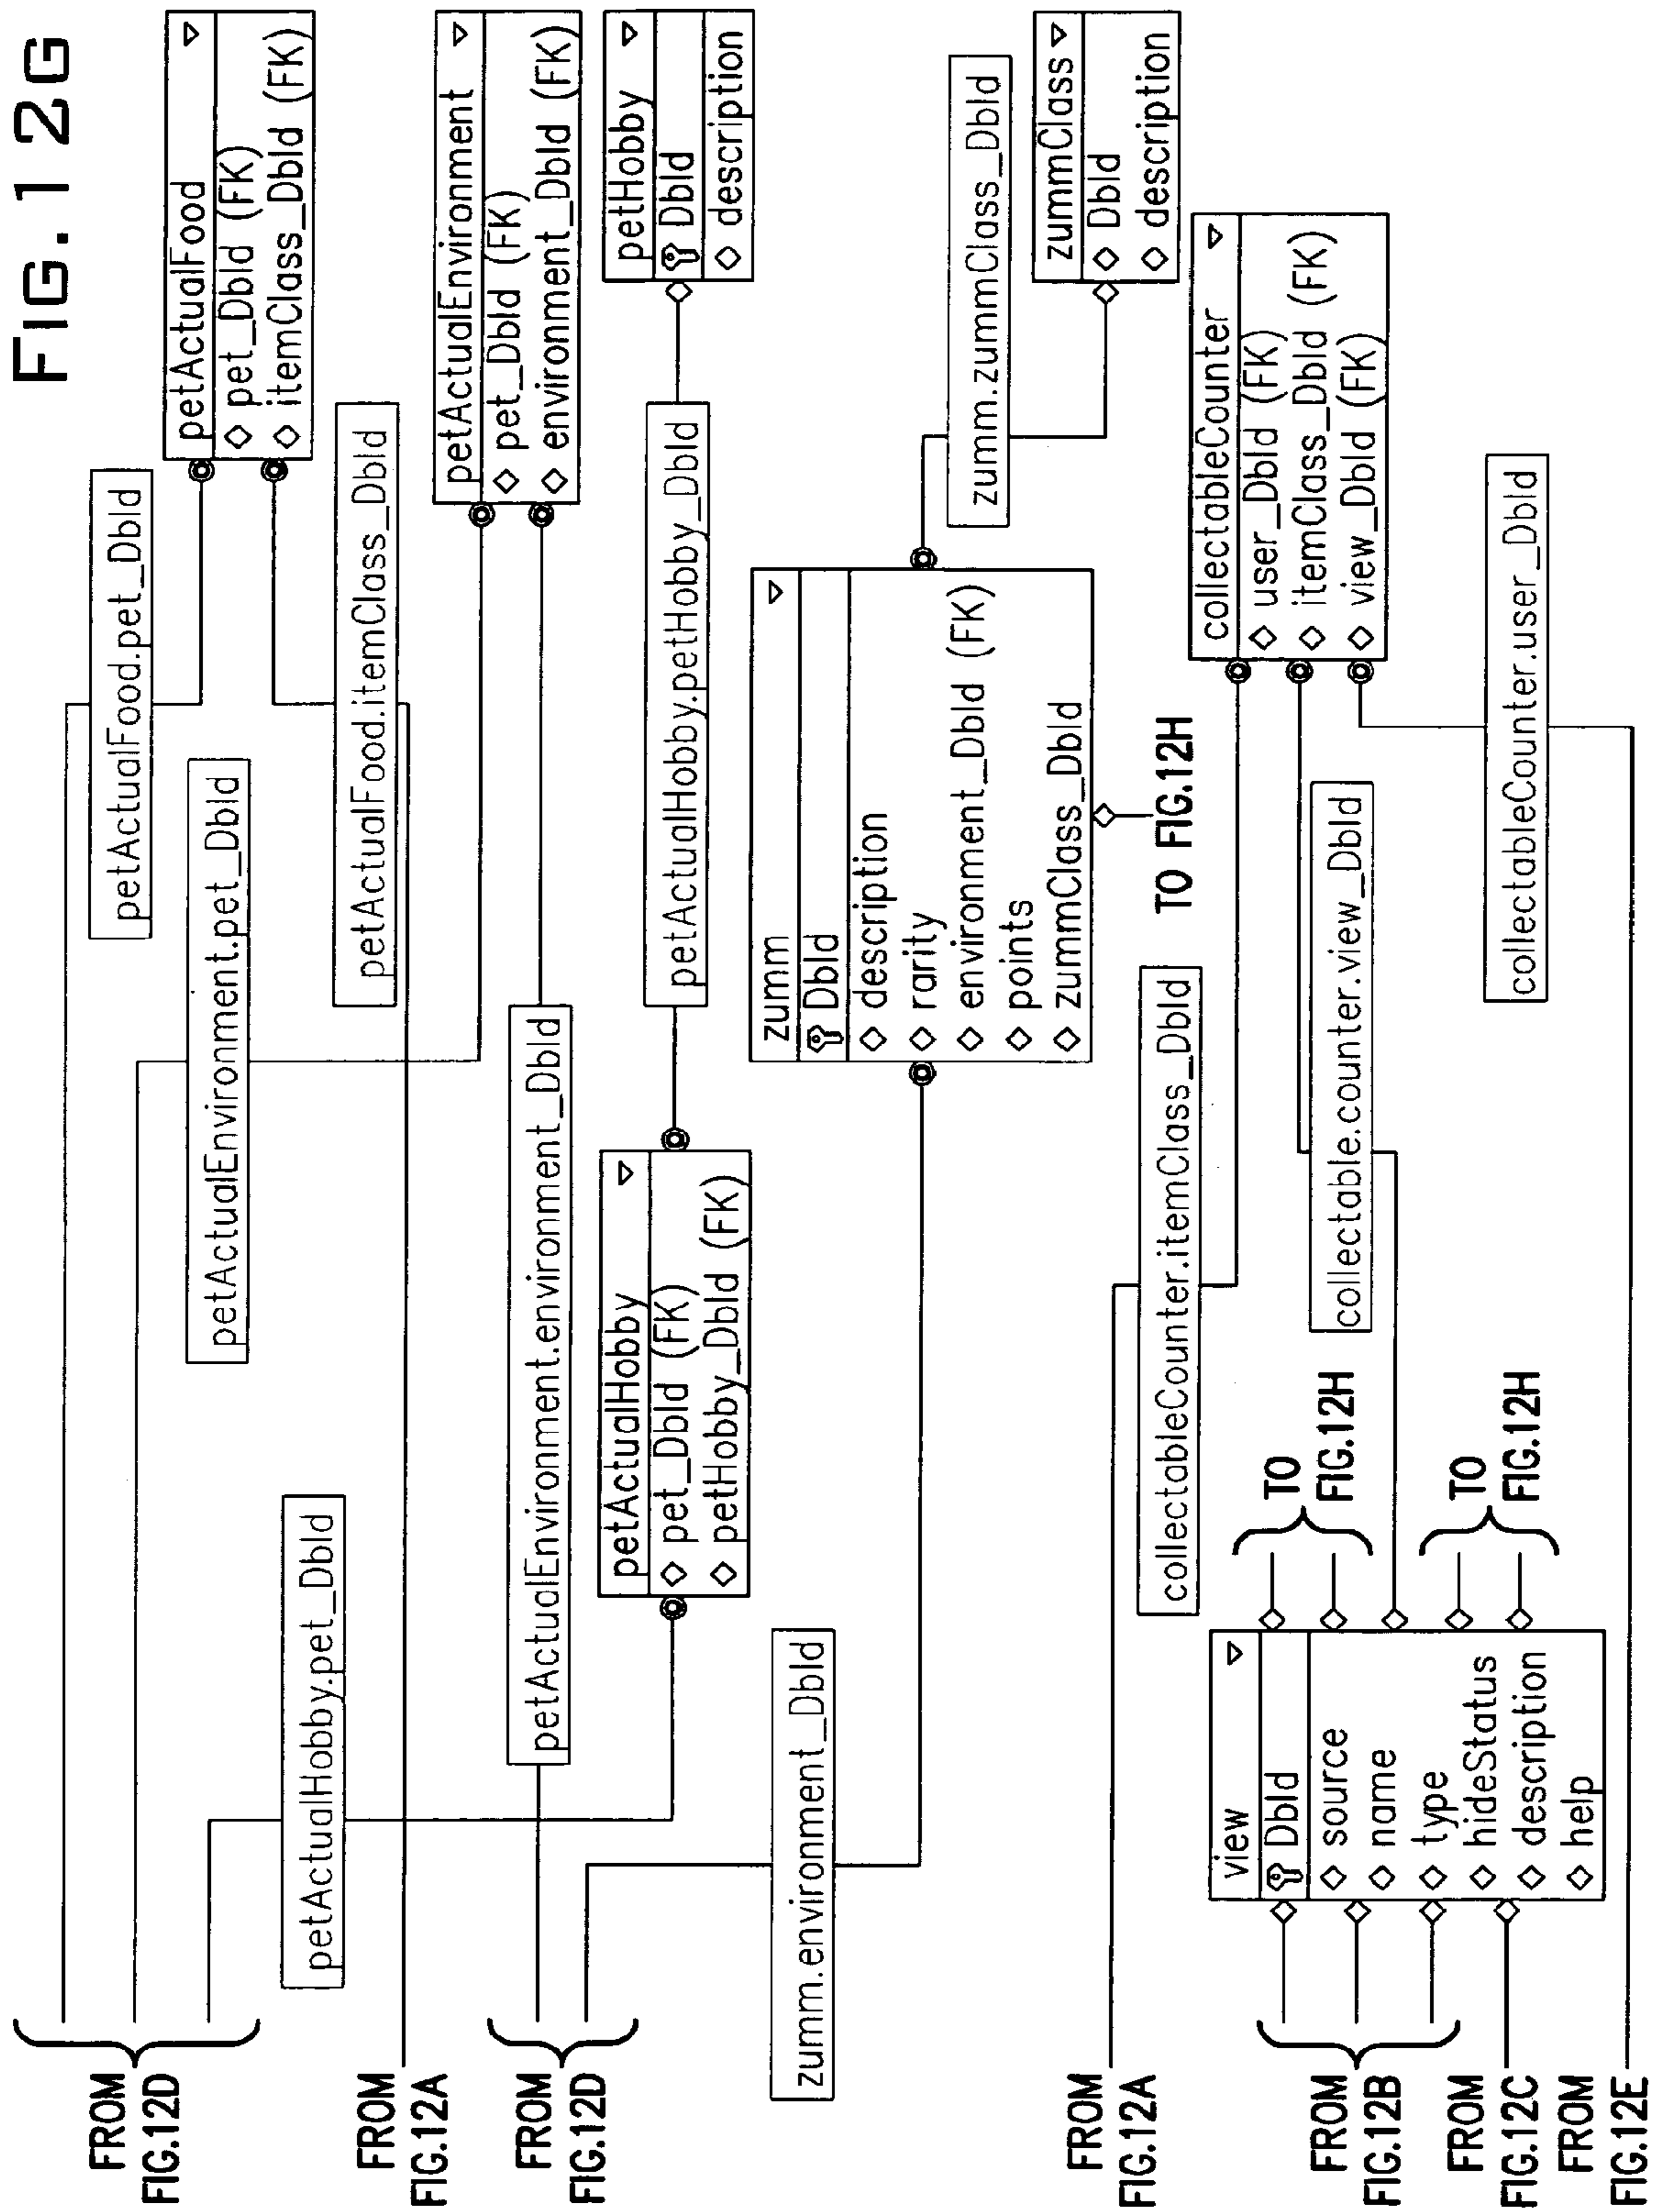 FIG. 12G
FROM
FIG.12D
petActualFood.pet_DbId
petActualFood
pet_DbId (FK)
itemClass_DbId (FK)
petActualEnvironment.pet_DbId
petActualHobby.pet_DbId
FROM
FIG.12A
petActualFood.itemClass_DbId
petActualEnvironment
pet_DbId (FK)
environment_DbId (FK)
FROM
FIG.12D
petActualEnvironment.environment_DbId
petActualHobby
pet_DbId (FK)
petHobby_DbId (FK)
petActualHobby.petHobby_DbId
petHobby
DbId
description
zumm.environment_DbId
zumm
DbId
description
rarity
environment_DbId (FK)
points
zummClass_DbId
TO FIG.12H
zumm.zummClass_DbId
zummClass
DbId
description
FROM
FIG.12A
collectableCounter.itemClass_DbId
collectableCounter
user_DbId (FK)
itemClass_DbId (FK)
view_DbId (FK)
FROM
FIG.12B
FROM
FIG.12C
view
DbId
source
name
type
hideStatus
description
help
TO
FIG.12H
TO
FIG.12H
collectable.counter.view_DbId
FROM
FIG.12E
collectableCounter.user_DbId